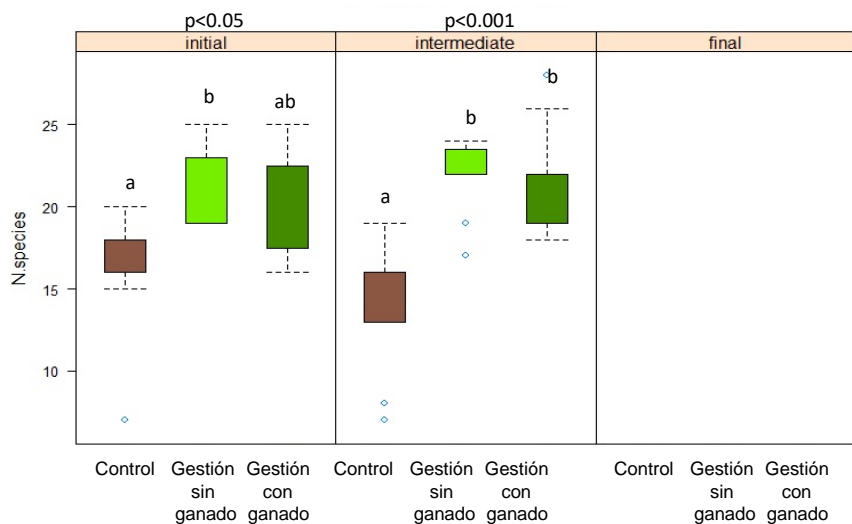 p<0.05
p<0.001
initial
intermediate
final
N.species
25
20
15
10
a
b
ab
a
b
b
Control
Gestión
sin
ganado
Gestión
con
ganado
Control
Gestión
sin
ganado
Gestión
con
ganado
Control
Gestión
sin
ganado
Gestión
con
ganado